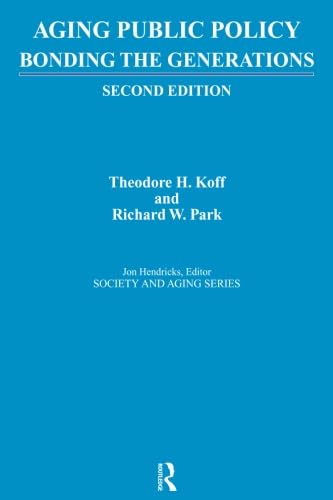 AGING PUBLIC POLICY
BONDING THE GENERATIONS
SECOND EDITION
Theodore H. Koff
and
Richard W. Park
Jon Hendricks, Editor
SOCIETY AND AGING SERIES
R
ROUTLEDGE